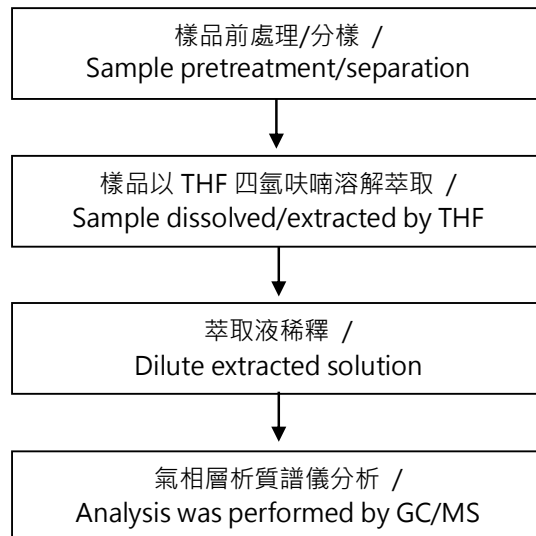 樣品前處理/分樣 /
Sample pretreatment/separation
樣品以 THF 四氫呋喃溶解萃取 /
Sample dissolved/extracted by THF
萃取液稀釋 /
Dilute extracted solution
氣相層析質譜儀分析 /
Analysis was performed by GC/MS